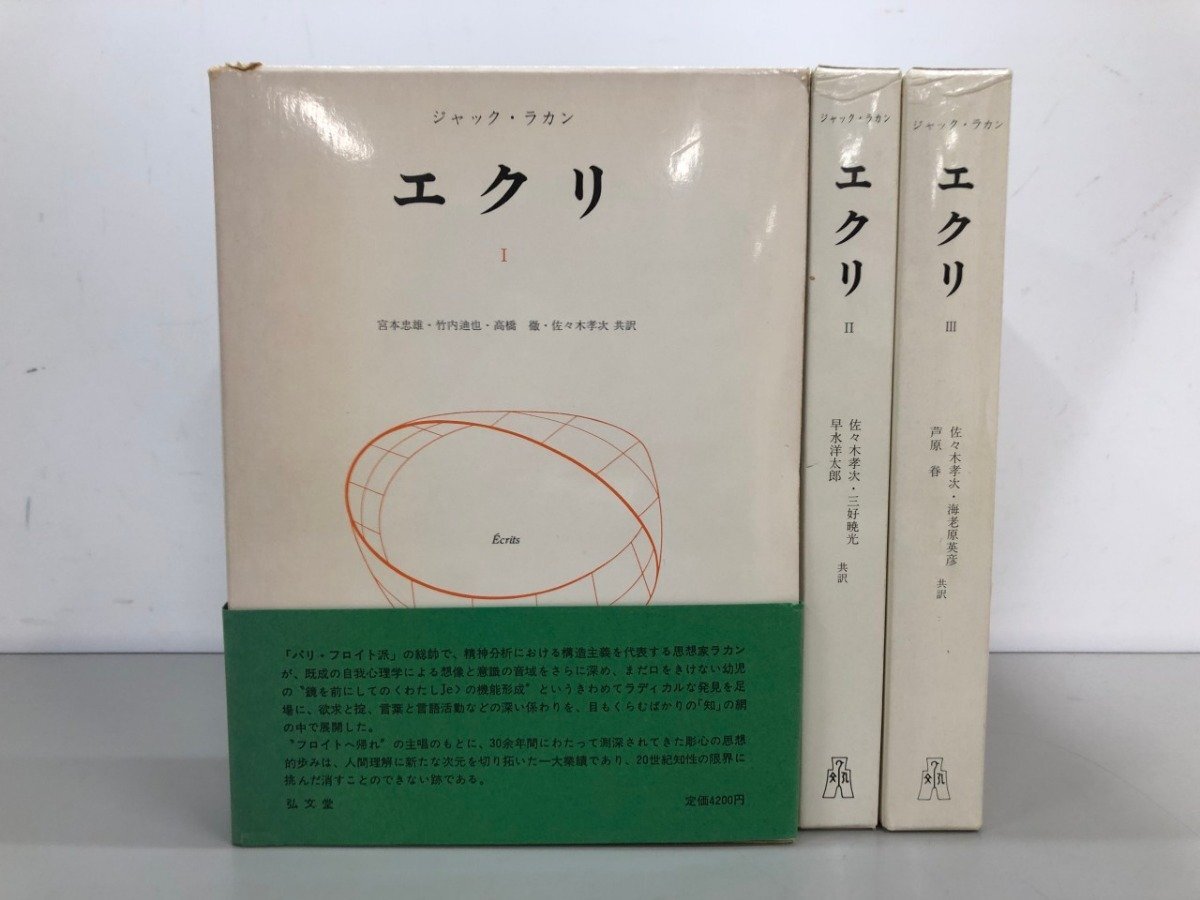 ジャック・ラカン
エクリ
I
宮本忠雄・竹内迪也・高橋 徹・佐々木孝次 共訳
Écrits
「パリ・フロイト派」の総帥で、精神分析における構造主義を代表する思想家ラカン
が、既成の自我心理学による想像と意識の音域をさらに深め、まだ口をきけない幼児
の〝鏡を前にしての〈わたしJe〉の機能形成〟というきわめてラディカルな発見を足
場に、欲求と掟、言葉と言語活動などの深い係わりを、目もくらむばかりの「知」の網
の中で展開した。
〝フロイトへ帰れ〟の主唱のもとに、30余年間にわたって淵深されてきた彫心の思想
的歩みは、人間理解に新たな次元を切り拓いた一大業績であり、20世紀知性の限界に
挑んだ消すことのできない跡である。
弘文堂
定価4200円
ジャック・ラカン
エクリ
II
佐々木孝次・三好暁光
早水洋太郎
共訳
ジャック・ラカン
エクリ
III
佐々木孝次・海老原英彦
芦原 眷
共訳